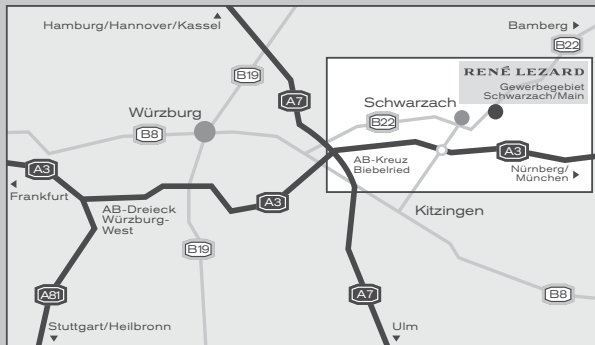 Hamburg/Hannover/Kassel
Bamberg
B22
B19
RENÉ LEZARD
Gewerbegebiet
Schwarzach/Main
A7
Schwarzach
Würzburg
B22
B8
A3
AB-Kreuz
Biebelried
A3
Nürnberg/
München
Frankfurt
AB-Dreieck
Würzburg-
West
A3
Kitzingen
B19
A81
A7
B8
Stuttgart/Heilbronn
Ulm